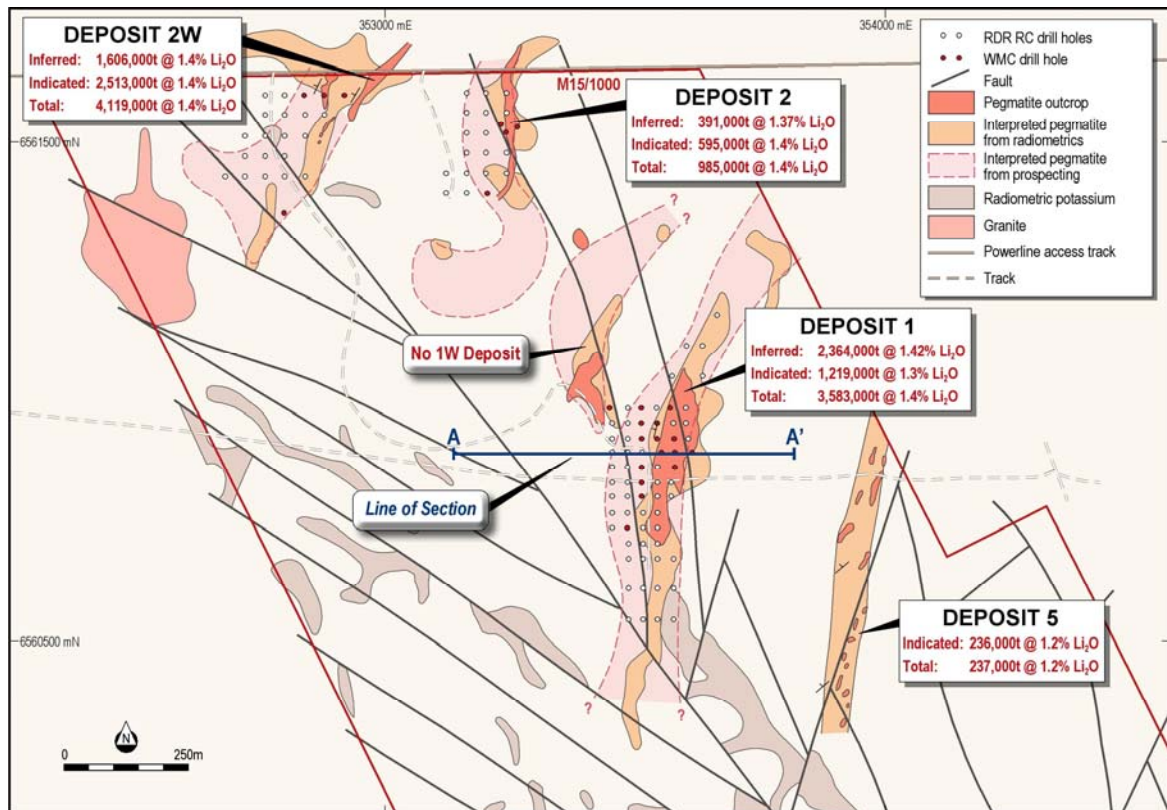 353000 mE
354000 mE
DEPOSIT 2W
Inferred: 1,606,000t @ 1.4% Li₂O
Indicated: 2,513,000t @ 1.4% Li₂O
Total: 4,119,000t @ 1.4% Li₂O
M15/1000
DEPOSIT 2
Inferred: 391,000t @ 1.37% Li₂O
Indicated: 595,000t @ 1.4% Li₂O
Total: 985,000t @ 1.4% Li₂O
RDR RC drill holes
WMC drill hole
Fault
Pegmatite outcrop
Interpreted pegmatite
from radiometrics
Interpreted pegmatite
from prospecting
Radiometric potassium
Granite
Powerline access track
Track
6561500 mN
?
?
No 1W Deposit
DEPOSIT 1
Inferred: 2,364,000t @ 1.42% Li₂O
Indicated: 1,219,000t @ 1.3% Li₂O
Total: 3,583,000t @ 1.4% Li₂O
A
A'
Line of Section
6560500 mN
DEPOSIT 5
Indicated: 236,000t @ 1.2% Li₂O
Total: 237,000t @ 1.2% Li₂O
?
?
N
0
250m